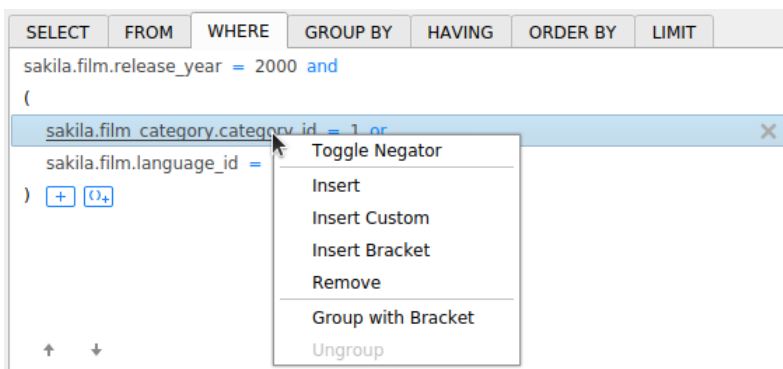 SELECT FROM WHERE GROUP BY HAVING ORDER BY LIMIT
sakila.film.release_year = 2000 and
(
sakila.film_category.category_id = 1 or
sakila.film.language_id =
) + ()+
Toggle Negator
Insert
Insert Custom
Insert Bracket
Remove
Group with Bracket
Ungroup